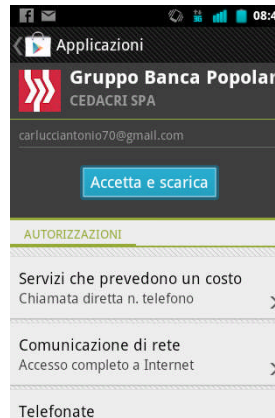 08:4
Applicazioni
Gruppo Banca Popolar
CEDACRI SPA
carlucciantonio70@gmail.com
Accetta e scarica
AUTORIZZAZIONI
Servizi che prevedono un costo
Chiamata diretta n. telefono
Comunicazione di rete
Accesso completo a Internet
Telefonate